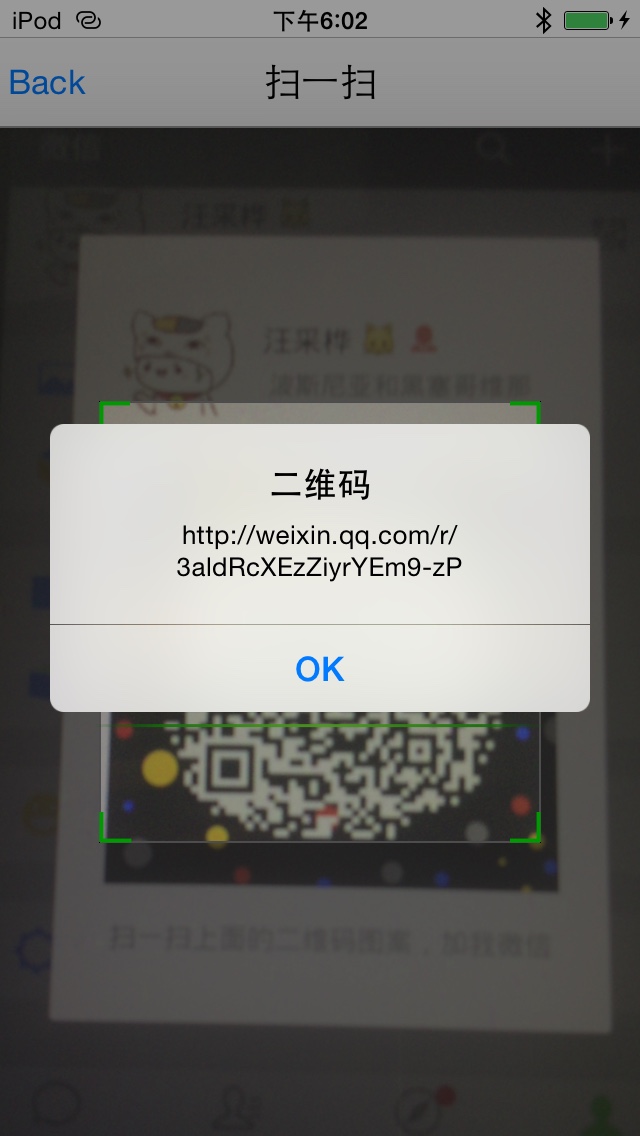 iPod
下午6:02
Back
扫一扫
微信
汪采桦
汪采桦
波斯尼亚和黑塞哥维那
二维码
http://weixin.qq.com/r/
3aldRcXEzZiyrYEm9-zP
OK
扫一扫上面的二维码图案，加我微信